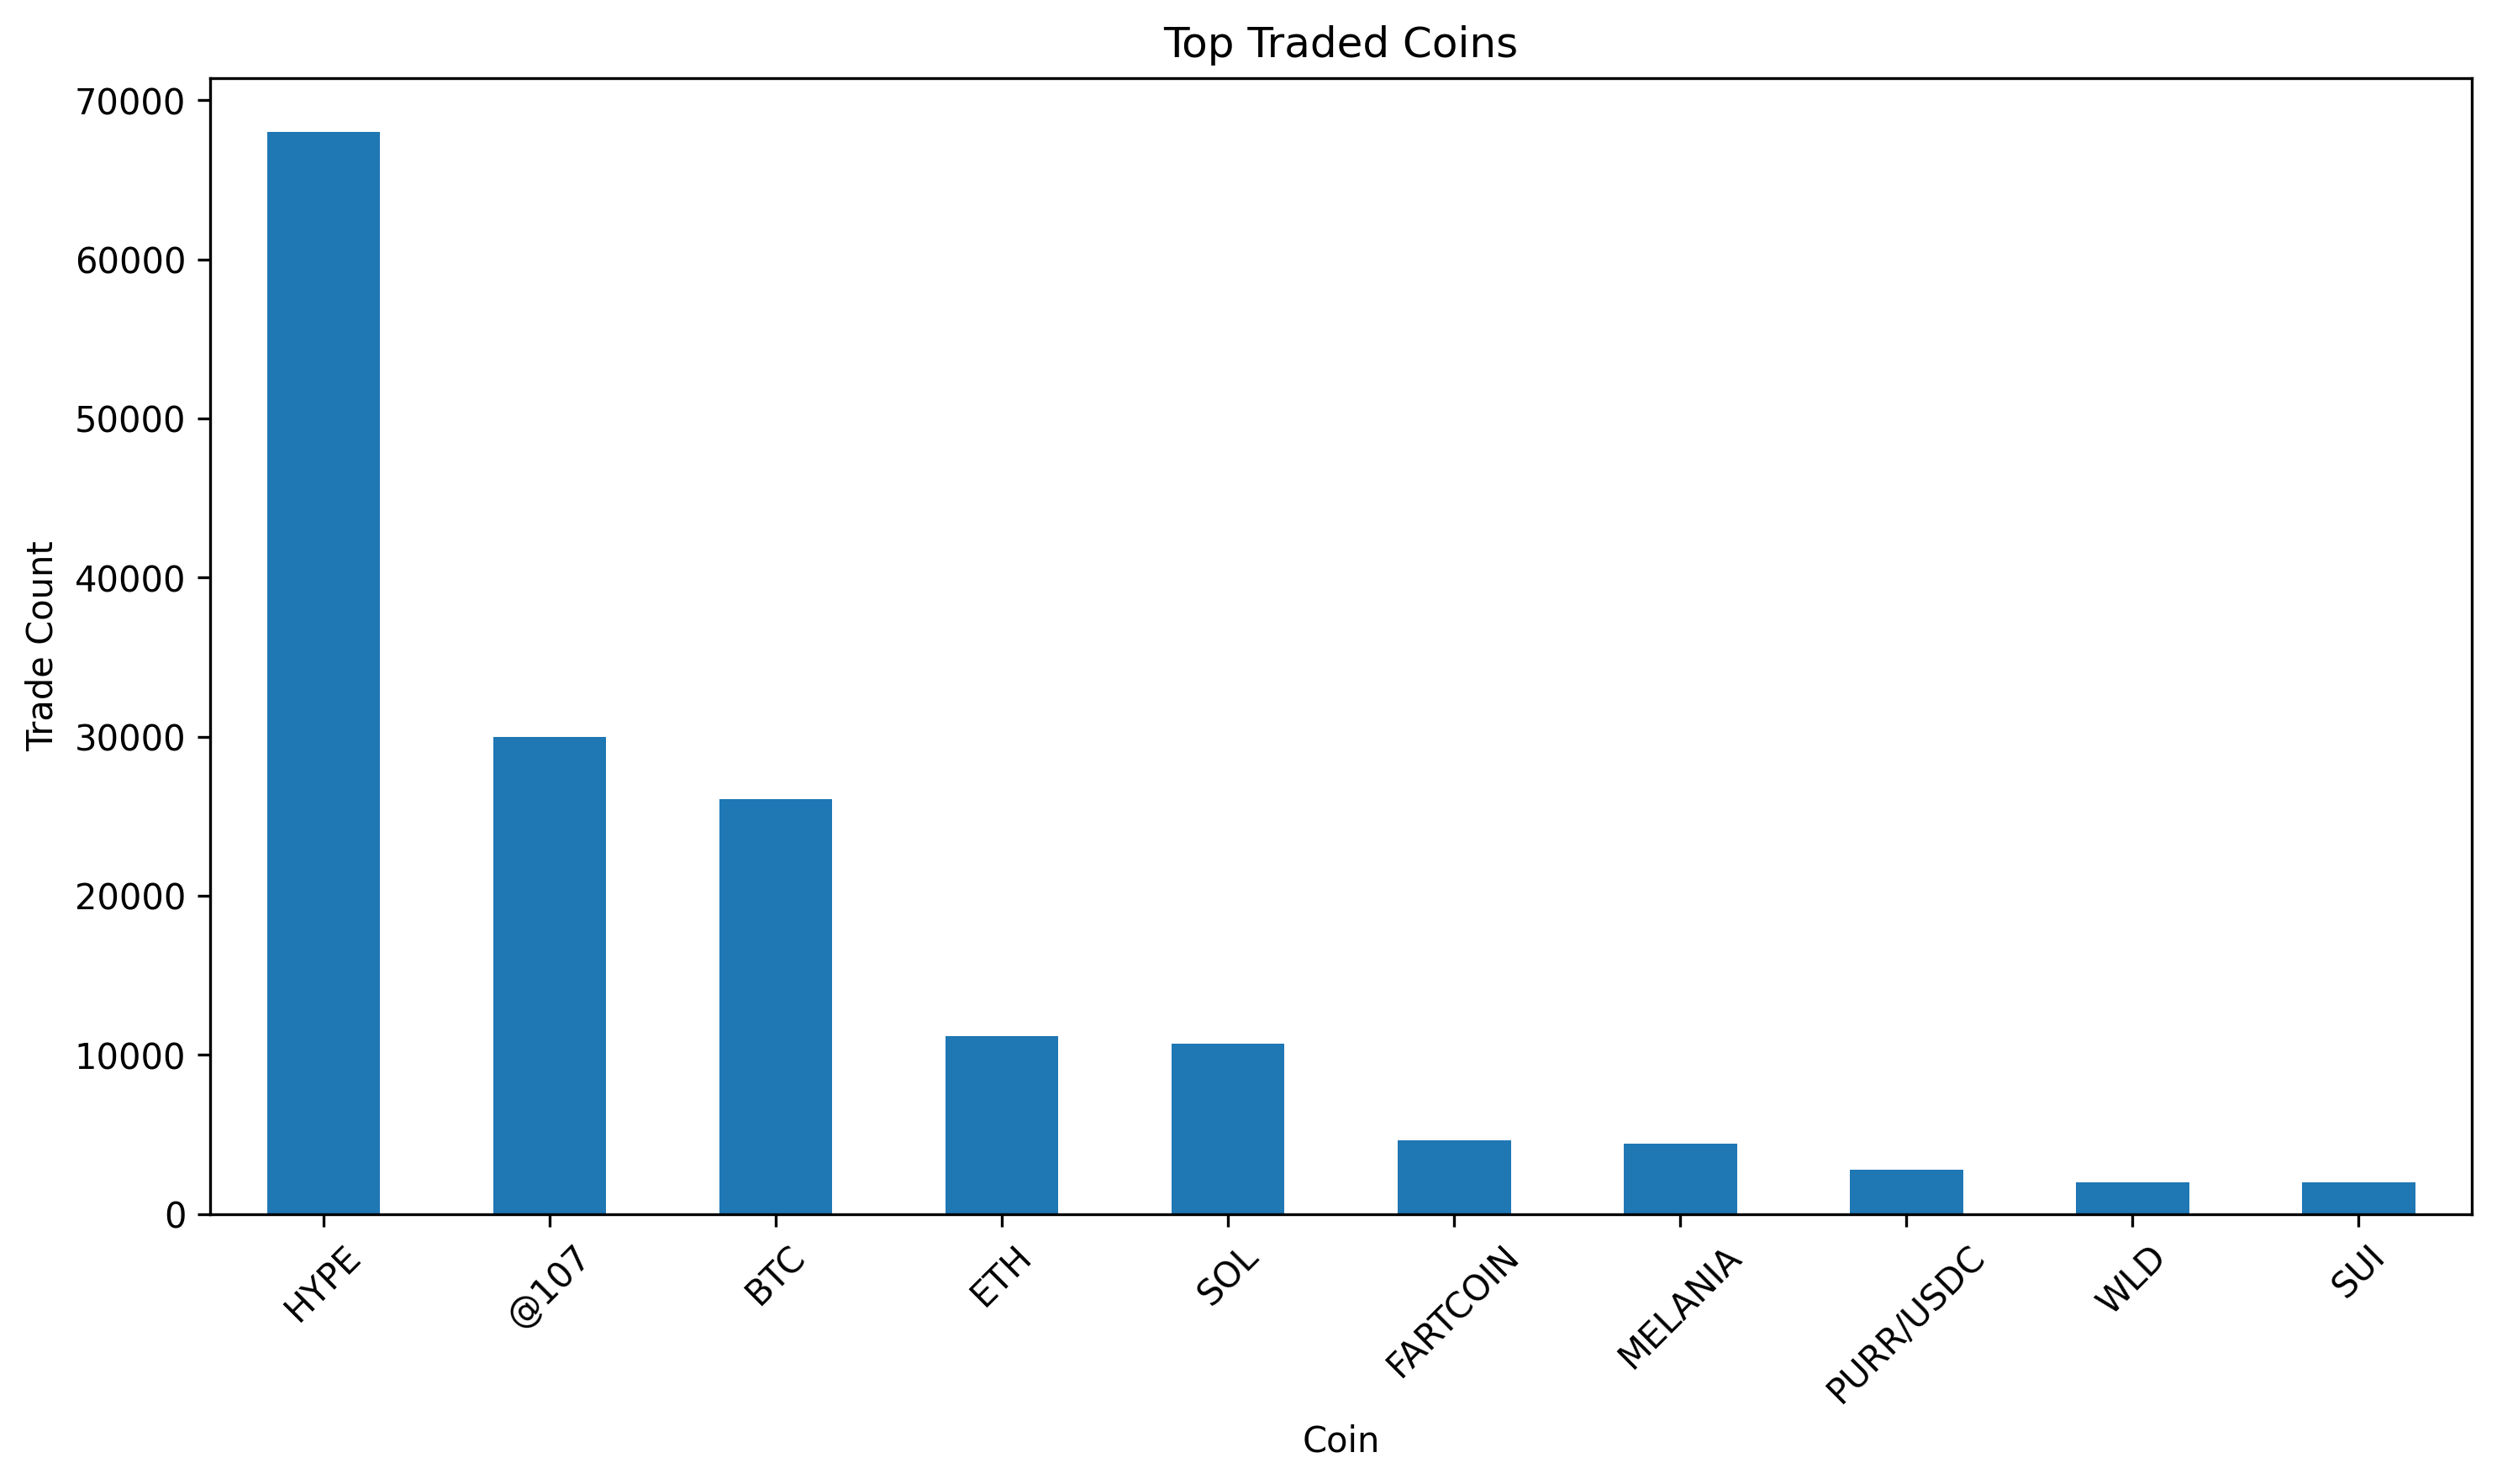 Top Traded Coins
Trade Count
70000
60000
50000
40000
30000
20000
10000
0
HYPE
@107
BTC
ETH
SOL
FARTCOIN
MELANIA
PURR/USDC
WLD
SUI
Coin